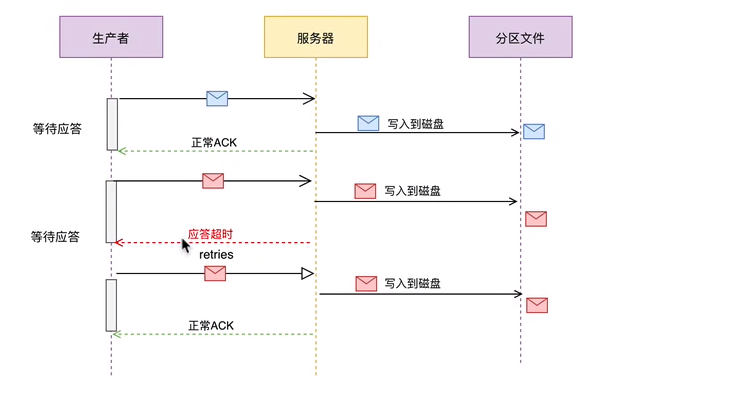 生产者
服务器
分区文件
写入到磁盘
等待应答
正常ACK
写入到磁盘
应答超时
等待应答
retries
写入到磁盘
正常ACK